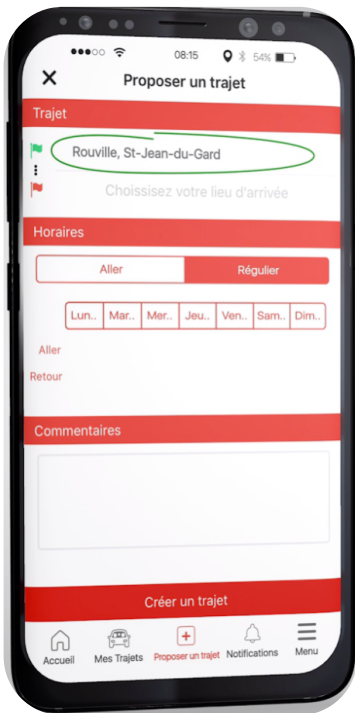 08:15 54%
Proposer un trajet
Trajet
Rouville, St-Jean-du-Gard
Choissisez votre lieu d'arrivée
Horaires
Aller Régulier
Lun.. Mar.. Mer.. Jeu.. Ven.. Sam.. Dim..
Aller
Retour
Commentaires
Créer un trajet
Accueil Mes Trajets Proposer un trajet Notifications Menu